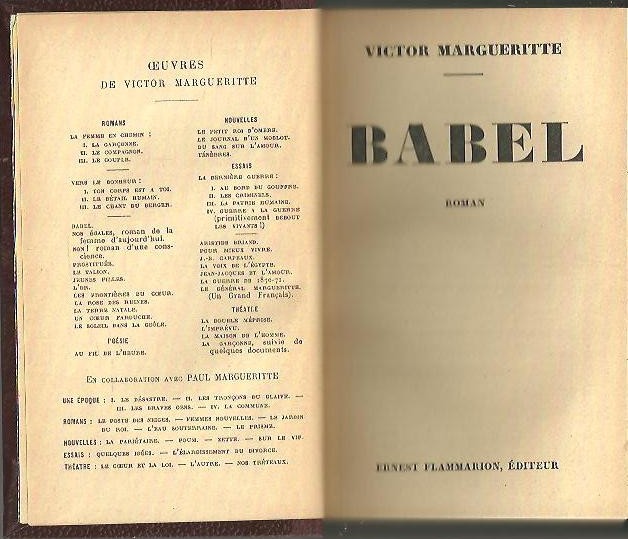 ŒUVRES
DE VICTOR MARGUERITTE
ROMANS
LA FEMME EN CHEMIN :
I. LA GARÇONNE.
II. LE COMPAGNON.
III. LE COUPLE.
VERS LE BONHEUR :
I. TON CORPS EST A TOI.
II. LE BÉTAIL HUMAIN.
III. LE CHANT DU BERGER.
BABEL.
NOS ÉGALES, roman de la
femme d'aujourd'hui.
NON! roman d'une cons-
cience.
PROSTITUÉE.
LE TALION.
JEUNES FILLES.
L'OR.
LES FRONTIÈRES DU CŒUR.
LA ROSE DES RUINES.
LA TERRE NATALE.
UN CŒUR FAROUCHE.
LE SOLEIL DANS LA GEÔLE.
POÉSIE
AU FIL DE L'HEURE.
NOUVELLES
LE PETIT ROI D'OMBRE.
LE JOURNAL D'UN MOBLOT.
DU SANG SUR L'AMOUR.
TÉNÈBRES.
ESSAIS
LA DERNIÈRE GUERRE :
I. AU BORD DU GOUFFRE.
II. LES CRIMINELS.
III. LA PATRIE HUMAINE.
IV. GUERRE A LA GUERRE
(primitivement DEBOUT
LES VIVANTS!)
ARISTIDE BRIAND.
POUR MIEUX VIVRE.
J.-B. CARPEAUX.
LA VOIX DE L'ÉGYPTE.
JEAN-JACQUES ET L'AMOUR.
LA GUERRE DE 1870-71.
LE GÉNÉRAL MARGUERITTE.
(Un Grand Français).
THÉATRE
LA DOUBLE MÉPRISE.
L'IMPRÉVU.
LA MAISON DE L'HOMME.
LA GARÇONNE, suivie de
quelques documents.
EN COLLABORATION AVEC PAUL MARGUERITTE
UNE ÉPOQUE : I. LE DÉSASTRE. — II. LES TRONÇONS DU GLAIVE. —
III. LES BRAVES GENS. — IV. LA COMMUNE.
ROMANS : LE POSTE DES NEIGES. — FEMMES NOUVELLES. — LE JARDIN
DU ROI. — L'EAU SOUTERRAINE. — LE PRISME.
NOUVELLES : LA PARIÉTAIRE. — POUM. — ZETTE. — SUR LE VIF.
ESSAIS : QUELQUES IDÉES. — L'ÉLARGISSEMENT DU DIVORCE.
THÉATRE : LE CŒUR ET LA LOI. — L'AUTRE. — NOS TRÉTEAUX.
VICTOR MARGUERITTE
BABEL
ROMAN
ERNEST FLAMMARION, ÉDITEUR